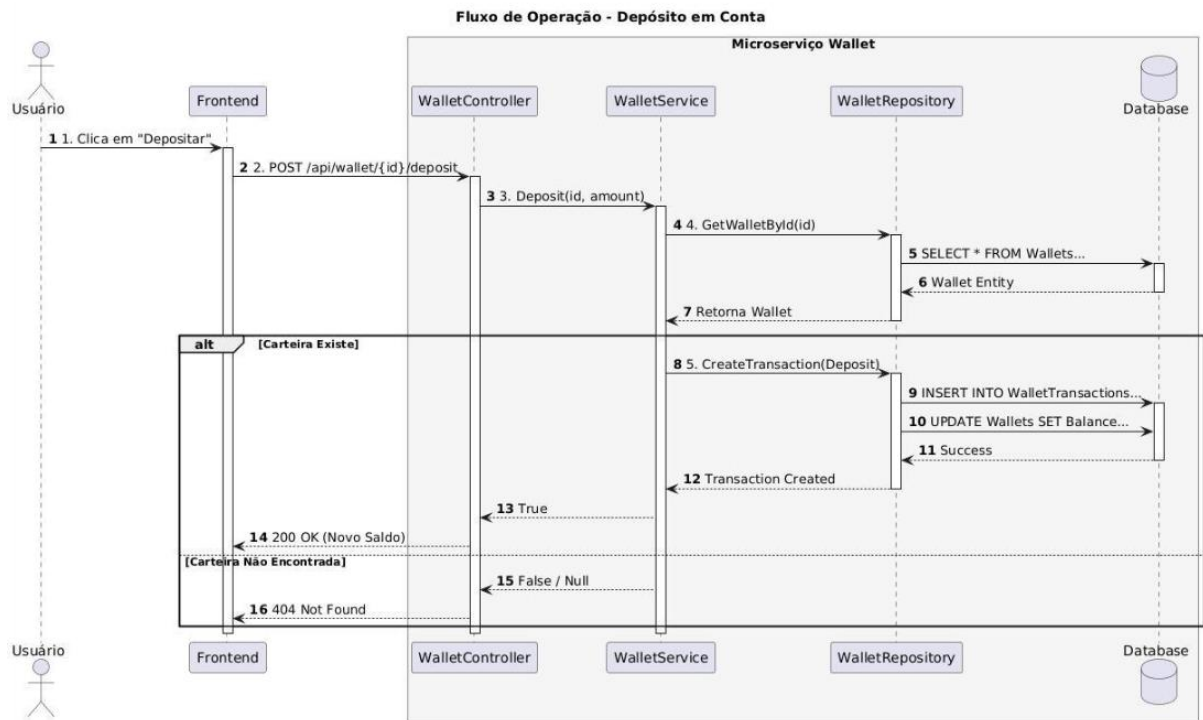 Fluxo de Operação - Depósito em Conta
Microserviço Wallet
Usuário
Frontend
WalletController
WalletService
WalletRepository
Database
1 1. Clica em "Depositar"
2 2. POST /api/wallet/{id}/deposit
3 3. Deposit(id, amount)
4 4. GetWalletById(id)
5 SELECT * FROM Wallets...
6 Wallet Entity
7 Retorna Wallet
alt [Carteira Existe]
8 5. CreateTransaction(Deposit)
9 INSERT INTO WalletTransactions...
10 UPDATE Wallets SET Balance...
11 Success
12 Transaction Created
13 True
14 200 OK (Novo Saldo)
[Carteira Não Encontrada]
15 False / Null
16 404 Not Found
Usuário
Frontend
WalletController
WalletService
WalletRepository
Database